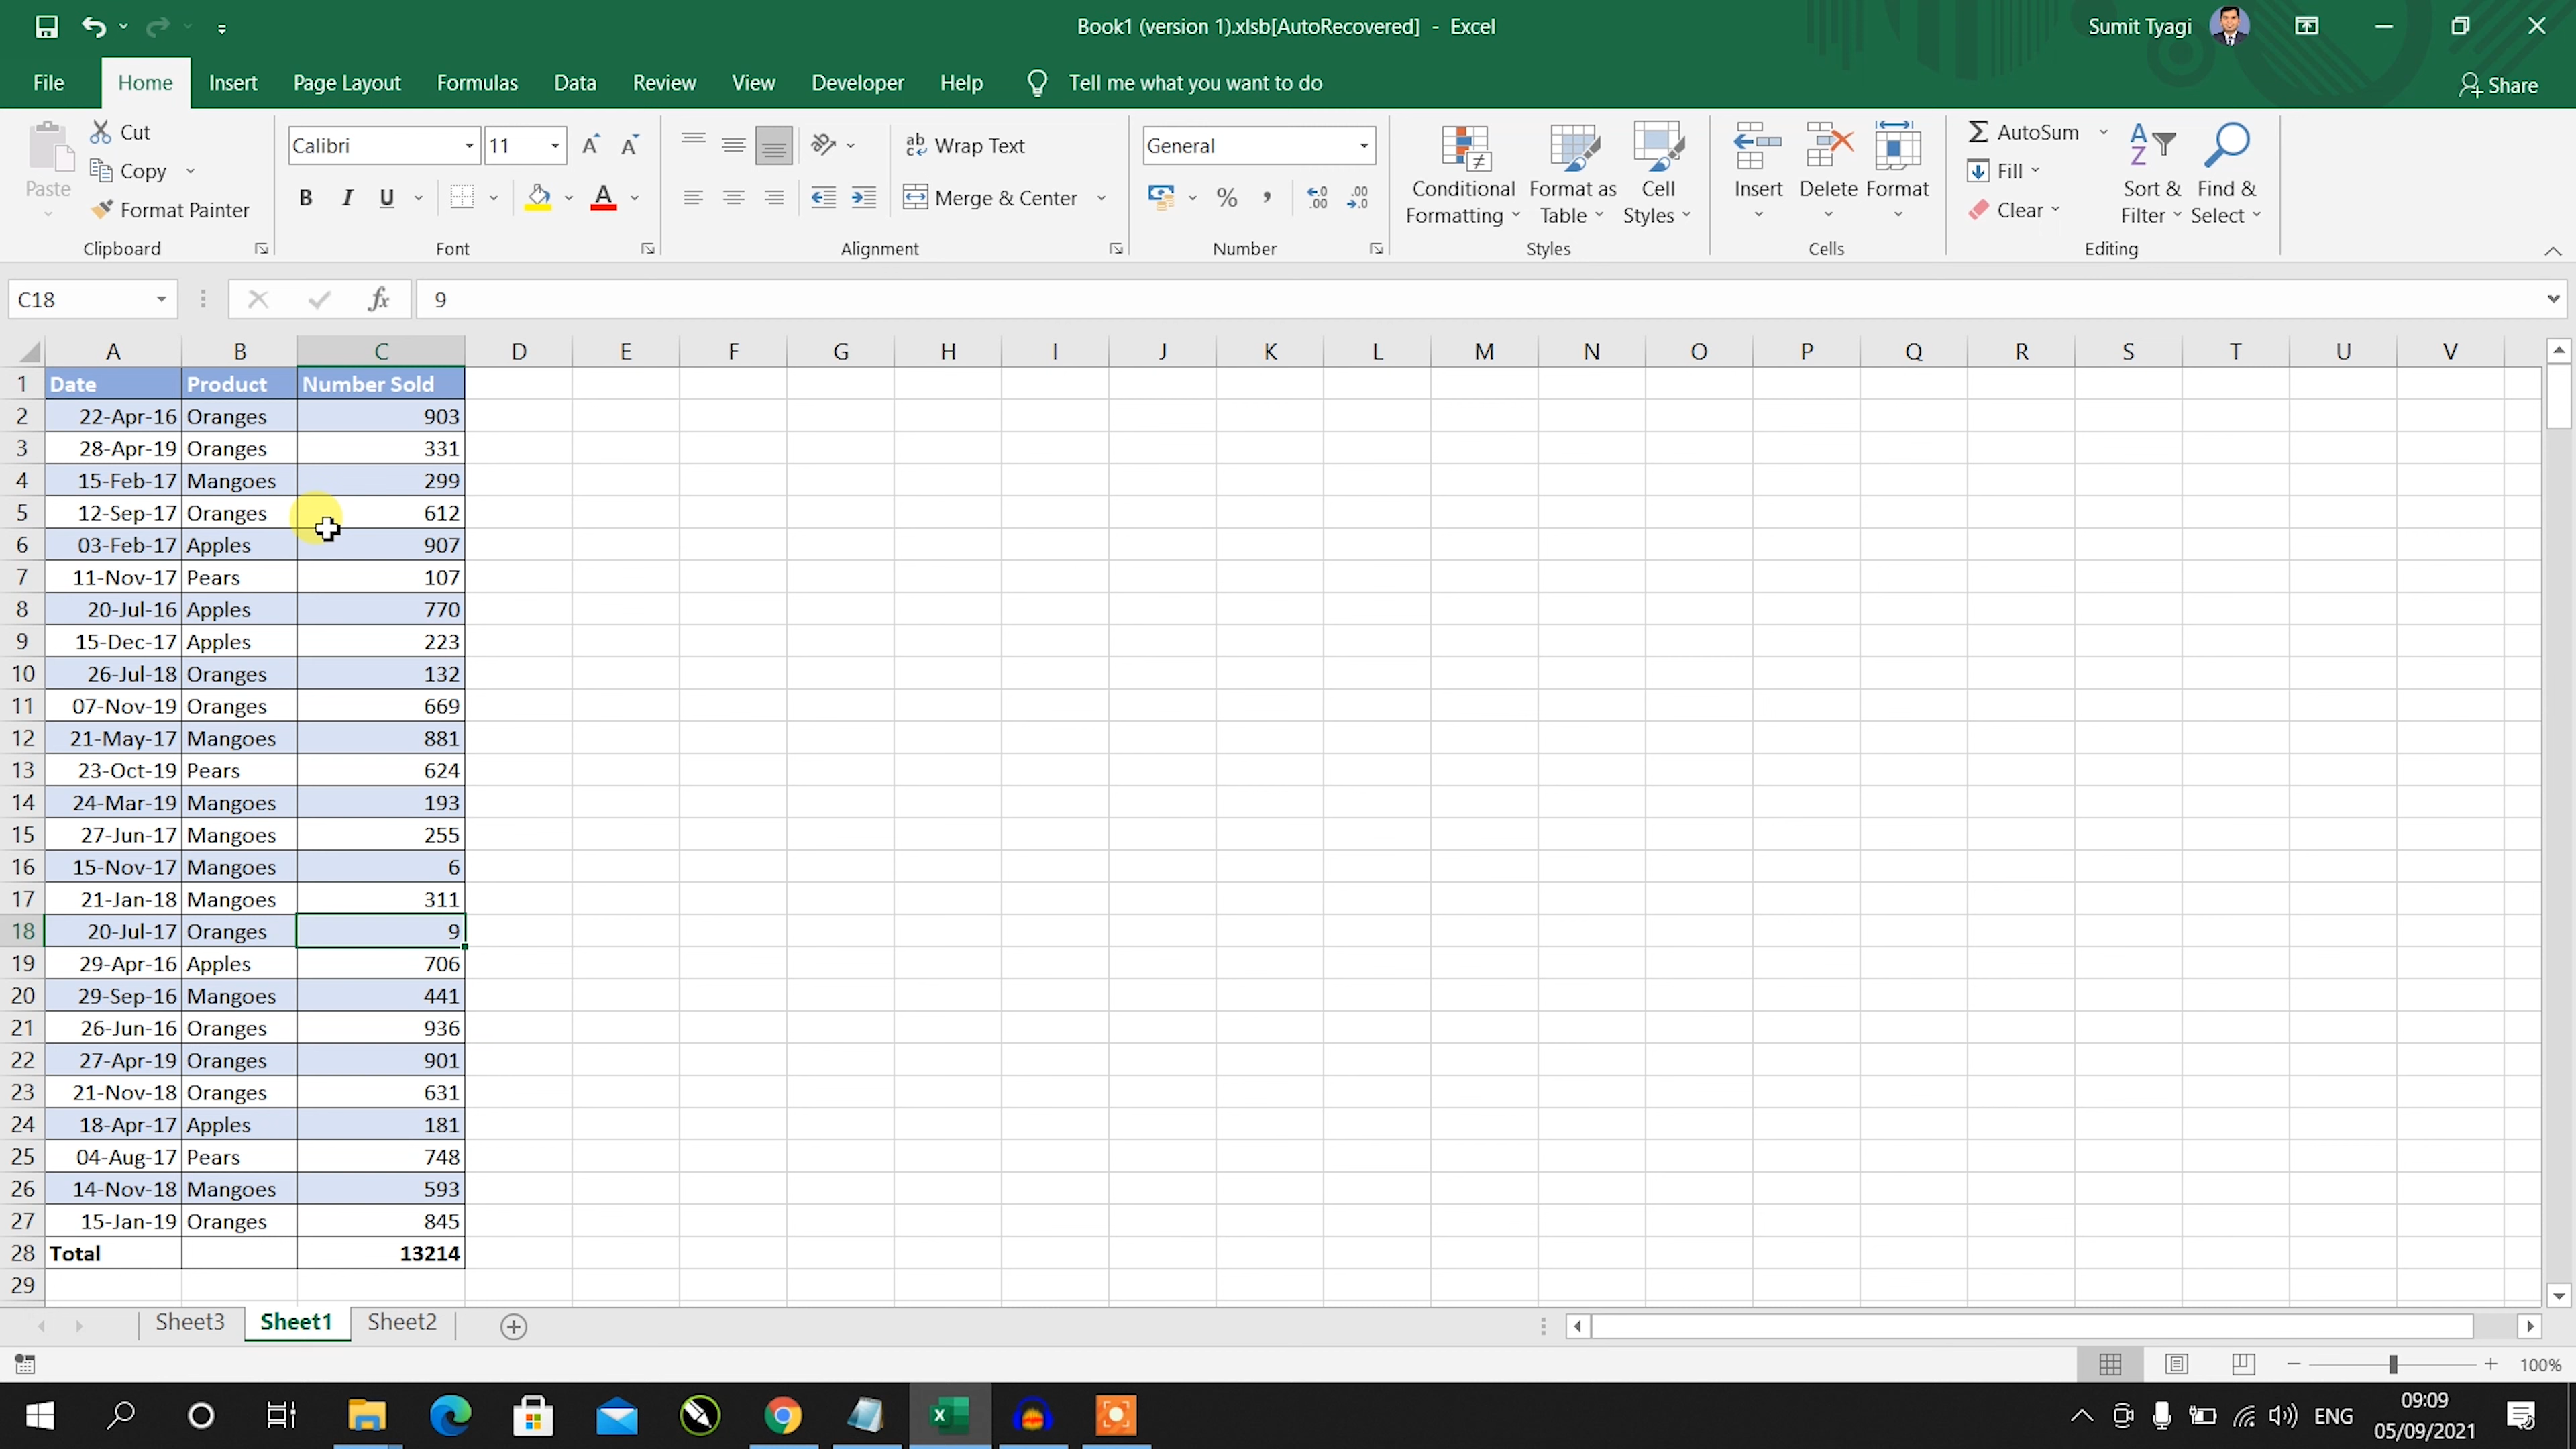 Book1 (version 1).xlsb[AutoRecovered] - Excel
Sumit Tyagi
File Home Insert Page Layout Formulas Data Review View Developer Help Tell me what you want to do Share
Paste
Cut
Copy
Format Painter
Clipboard
Calibri 11
B I U A
Font
ab c Wrap Text
Merge & Center
Alignment
General
% , .0 .00 .00 .0
Number
Conditional Formatting
Format as Table
Cell Styles
Styles
Insert Delete Format
Cells
AutoSum
Fill
Clear
Sort & Filter
Find & Select
Editing
C18 fx 9
A B C D E F G H I J K L M N O P Q R S T U V
1 Date Product Number Sold
2 22-Apr-16 Oranges 903
3 28-Apr-19 Oranges 331
4 15-Feb-17 Mangoes 299
5 12-Sep-17 Oranges 612
6 03-Feb-17 Apples 907
7 11-Nov-17 Pears 107
8 20-Jul-16 Apples 770
9 15-Dec-17 Apples 223
10 26-Jul-18 Oranges 132
11 07-Nov-19 Oranges 669
12 21-May-17 Mangoes 881
13 23-Oct-19 Pears 624
14 24-Mar-19 Mangoes 193
15 27-Jun-17 Mangoes 255
16 15-Nov-17 Mangoes 6
17 21-Jan-18 Mangoes 311
18 20-Jul-17 Oranges 9
19 29-Apr-16 Apples 706
20 29-Sep-16 Mangoes 441
21 26-Jun-16 Oranges 936
22 27-Apr-19 Oranges 901
23 21-Nov-18 Oranges 631
24 18-Apr-17 Apples 181
25 04-Aug-17 Pears 748
26 14-Nov-18 Mangoes 593
27 15-Jan-19 Oranges 845
28 Total 13214
29
Sheet3 Sheet1 Sheet2
100%
ENG
09:09
05/09/2021